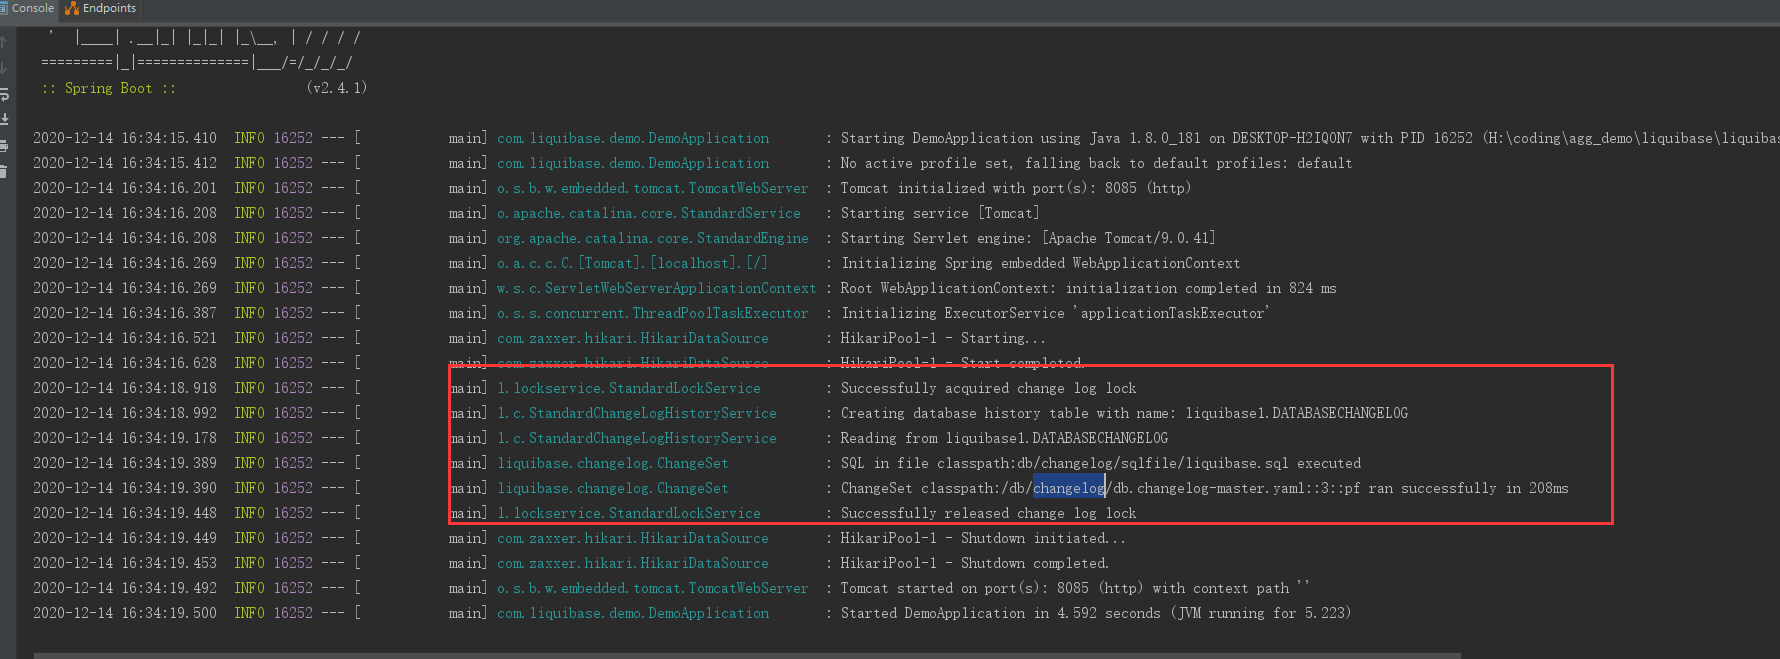 Console Endpoints
'  |____| .__|_| |_|_| |_\__, | / / / /
=========|_|==============|___/=/_/_/_/
:: Spring Boot ::                (v2.4.1)
2020-12-14 16:34:15.410  INFO 16252 --- [           main] com.liquibase.demo.DemoApplication       : Starting DemoApplication using Java 1.8.0_181 on DESKTOP-H2IQON7 with PID 16252 (H:\coding\agg_demo\liquibase\liquibas
2020-12-14 16:34:15.412  INFO 16252 --- [           main] com.liquibase.demo.DemoApplication       : No active profile set, falling back to default profiles: default
2020-12-14 16:34:16.201  INFO 16252 --- [           main] o.s.b.w.embedded.tomcat.TomcatWebServer  : Tomcat initialized with port(s): 8085 (http)
2020-12-14 16:34:16.208  INFO 16252 --- [           main] o.apache.catalina.core.StandardService   : Starting service [Tomcat]
2020-12-14 16:34:16.208  INFO 16252 --- [           main] org.apache.catalina.core.StandardEngine  : Starting Servlet engine: [Apache Tomcat/9.0.41]
2020-12-14 16:34:16.269  INFO 16252 --- [           main] o.a.c.c.C.[Tomcat].[localhost].[/]       : Initializing Spring embedded WebApplicationContext
2020-12-14 16:34:16.269  INFO 16252 --- [           main] w.s.c.ServletWebServerApplicationContext : Root WebApplicationContext: initialization completed in 824 ms
2020-12-14 16:34:16.387  INFO 16252 --- [           main] o.s.s.concurrent.ThreadPoolTaskExecutor  : Initializing ExecutorService 'applicationTaskExecutor'
2020-12-14 16:34:16.521  INFO 16252 --- [           main] com.zaxxer.hikari.HikariDataSource       : HikariPool-1 - Starting...
2020-12-14 16:34:16.628  INFO 16252 --- [           main] com.zaxxer.hikari.HikariDataSource       : HikariPool-1 - Start completed.
2020-12-14 16:34:18.918  INFO 16252 --- [           main] l.lockservice.StandardLockService        : Successfully acquired change log lock
2020-12-14 16:34:18.992  INFO 16252 --- [           main] l.c.StandardChangeLogHistoryService      : Creating database history table with name: liquibase1.DATABASECHANGELOG
2020-12-14 16:34:19.178  INFO 16252 --- [           main] l.c.StandardChangeLogHistoryService      : Reading from liquibase1.DATABASECHANGELOG
2020-12-14 16:34:19.389  INFO 16252 --- [           main] liquibase.changelog.ChangeSet            : SQL in file classpath:db/changelog/sqlfile/liquibase.sql executed
2020-12-14 16:34:19.390  INFO 16252 --- [           main] liquibase.changelog.ChangeSet            : ChangeSet classpath:/db/changelog/db.changelog-master.yaml::3::pf ran successfully in 208ms
2020-12-14 16:34:19.448  INFO 16252 --- [           main] l.lockservice.StandardLockService        : Successfully released change log lock
2020-12-14 16:34:19.449  INFO 16252 --- [           main] com.zaxxer.hikari.HikariDataSource       : HikariPool-1 - Shutdown initiated...
2020-12-14 16:34:19.453  INFO 16252 --- [           main] com.zaxxer.hikari.HikariDataSource       : HikariPool-1 - Shutdown completed.
2020-12-14 16:34:19.492  INFO 16252 --- [           main] o.s.b.w.embedded.tomcat.TomcatWebServer  : Tomcat started on port(s): 8085 (http) with context path ''
2020-12-14 16:34:19.500  INFO 16252 --- [           main] com.liquibase.demo.DemoApplication       : Started DemoApplication in 4.592 seconds (JVM running for 5.223)